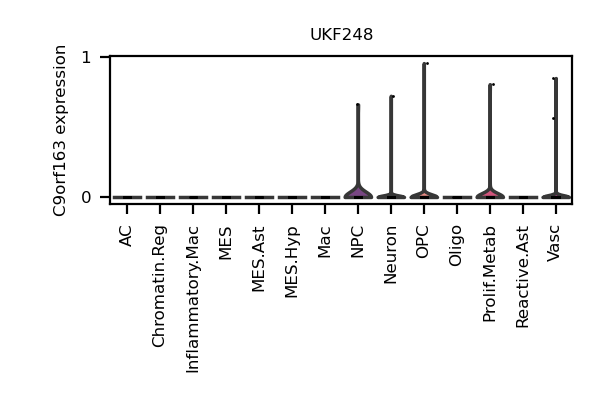 UKF248
C9orf163 expression
1
0
AC
Chromatin.Reg
Inflammatory.Mac
MES
MES.Ast
MES.Hyp
Mac
NPC
Neuron
OPC
Oligo
Prolif.Metab
Reactive.Ast
Vasc